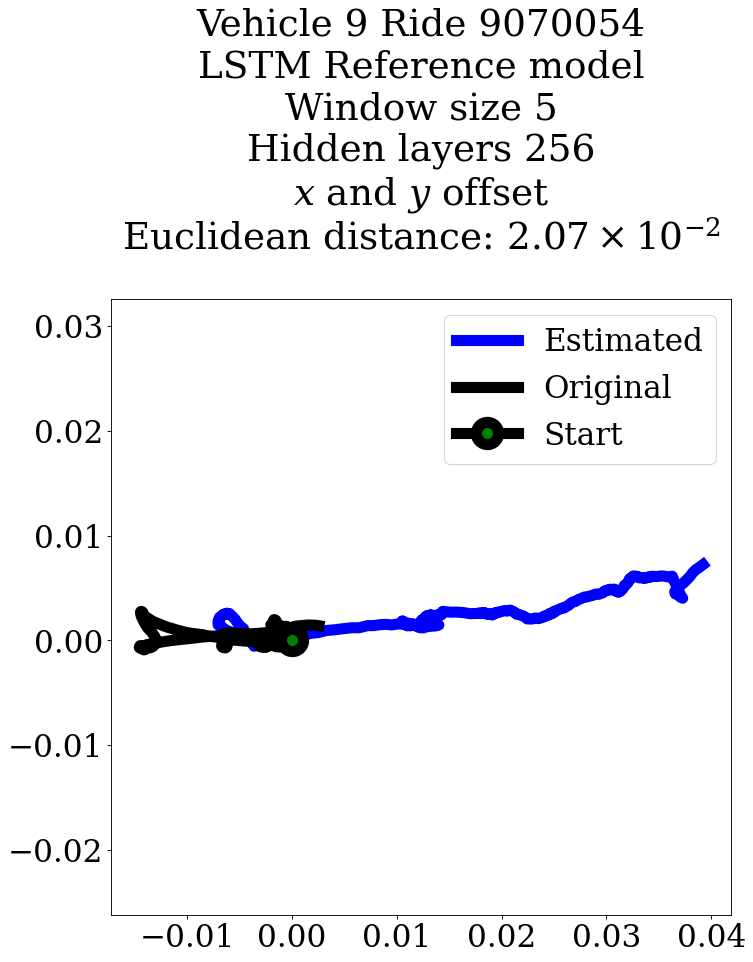 Vehicle 9 Ride 9070054
LSTM Reference model
Window size 5
Hidden layers 256
x and y offset
Euclidean distance: 2.07 × 10⁻²
Estimated
Original
Start
0.03
0.02
0.01
0.00
−0.01
−0.02
−0.01 0.00 0.01 0.02 0.03 0.04